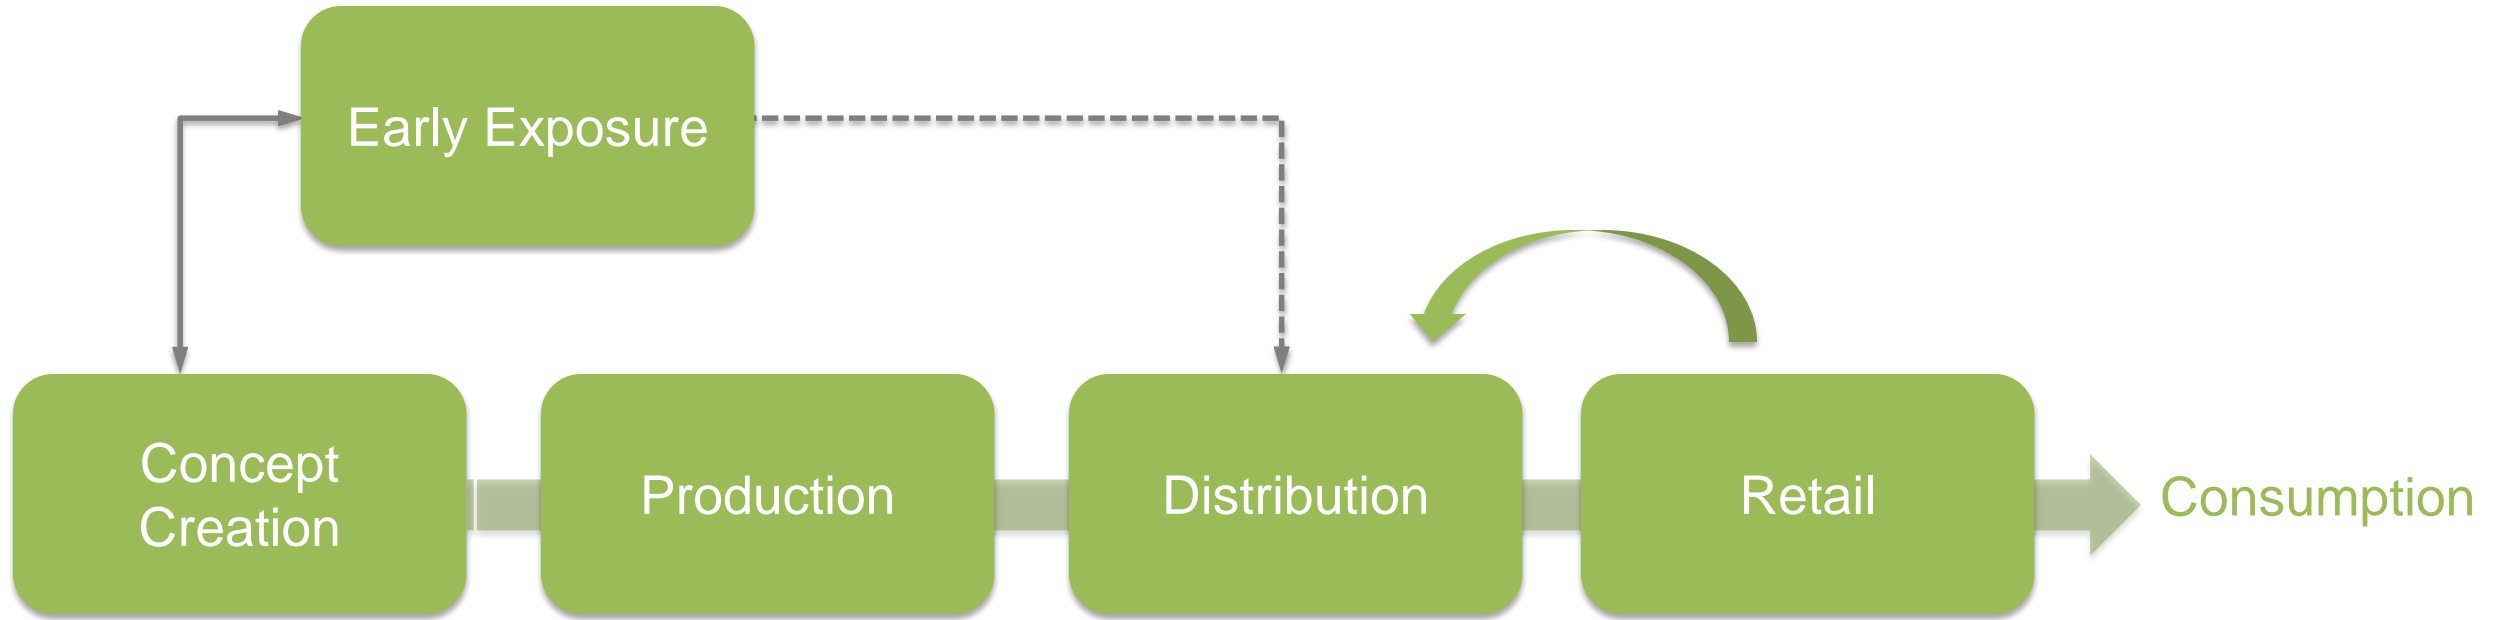 Early Exposure
Concept
Creation
Production
Distribution
Retail
Consumption